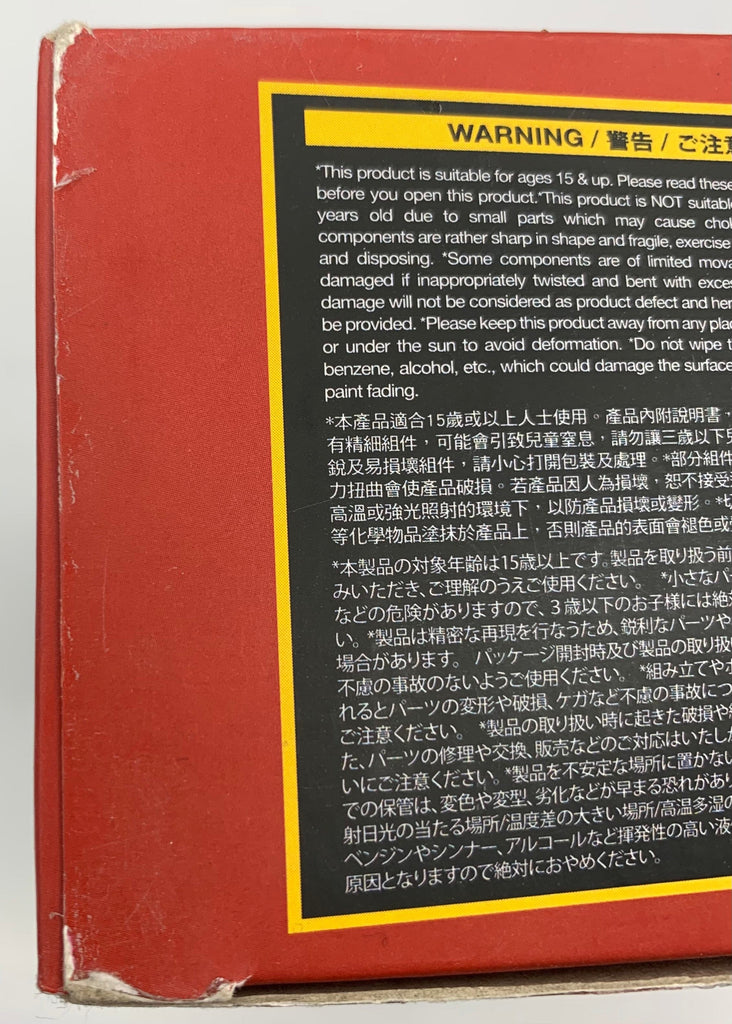 WARNING / 警告 / ご注意
*This product is suitable for ages 15 & up. Please read these
before you open this product.*This product is NOT
years old due to small parts which may cause
components are rather sharp in shape and fragile, exercise
and disposing. *Some components are of limited
damaged if inappropriately twisted and bent with
damage will not be considered as product defect and
be provided. *Please keep this product away from any
or under the sun to avoid deformation. *Do not wipe
benzene, alcohol, etc., which could damage the surface
paint fading.
*本產品適合15歲或以上人士使用。產品內附說明書，
有精細組件，可能會引致兒童窒息，請勿讓三歲以下
銳及易損壞組件，請小心打開包裝及處理。*部分組件
力扭曲會使產品破損。若產品因人為損壞，恕不接受
高溫或強光照射的環境下，以防產品損壞或變形。*
等化學物品塗抹於產品上，否則產品的表面會褪色或
*本製品の対象年齢は15歳以上です。製品を取り扱う前
みいただき、ご理解のうえご使用ください。 *小さなパー
などの危険がありますので、3歳以下のお子様には絶
い。*製品は精密な再現を行なうため、鋭利なパーツや
場合があります。 パッケージ開封時及び製品の取り扱
不慮の事故のないようご使用ください。 *組み立てや
れるとパーツの変形や破損、ケガなど不慮の事故につ
ご注意ください。 *製品の取り扱い時に起きた破損や
た、パーツの修理や交換、販売などのご対応はいたし
いにご注意ください。*製品を不安定な場所に置かない
での保管は、変色や変型、劣化などが早まる恐れがあり
射日光の当たる場所/温度差の大きい場所/高温多湿の
ベンジンやシンナー、アルコールなど揮発性の高い液
原因となりますので絶対におやめください。